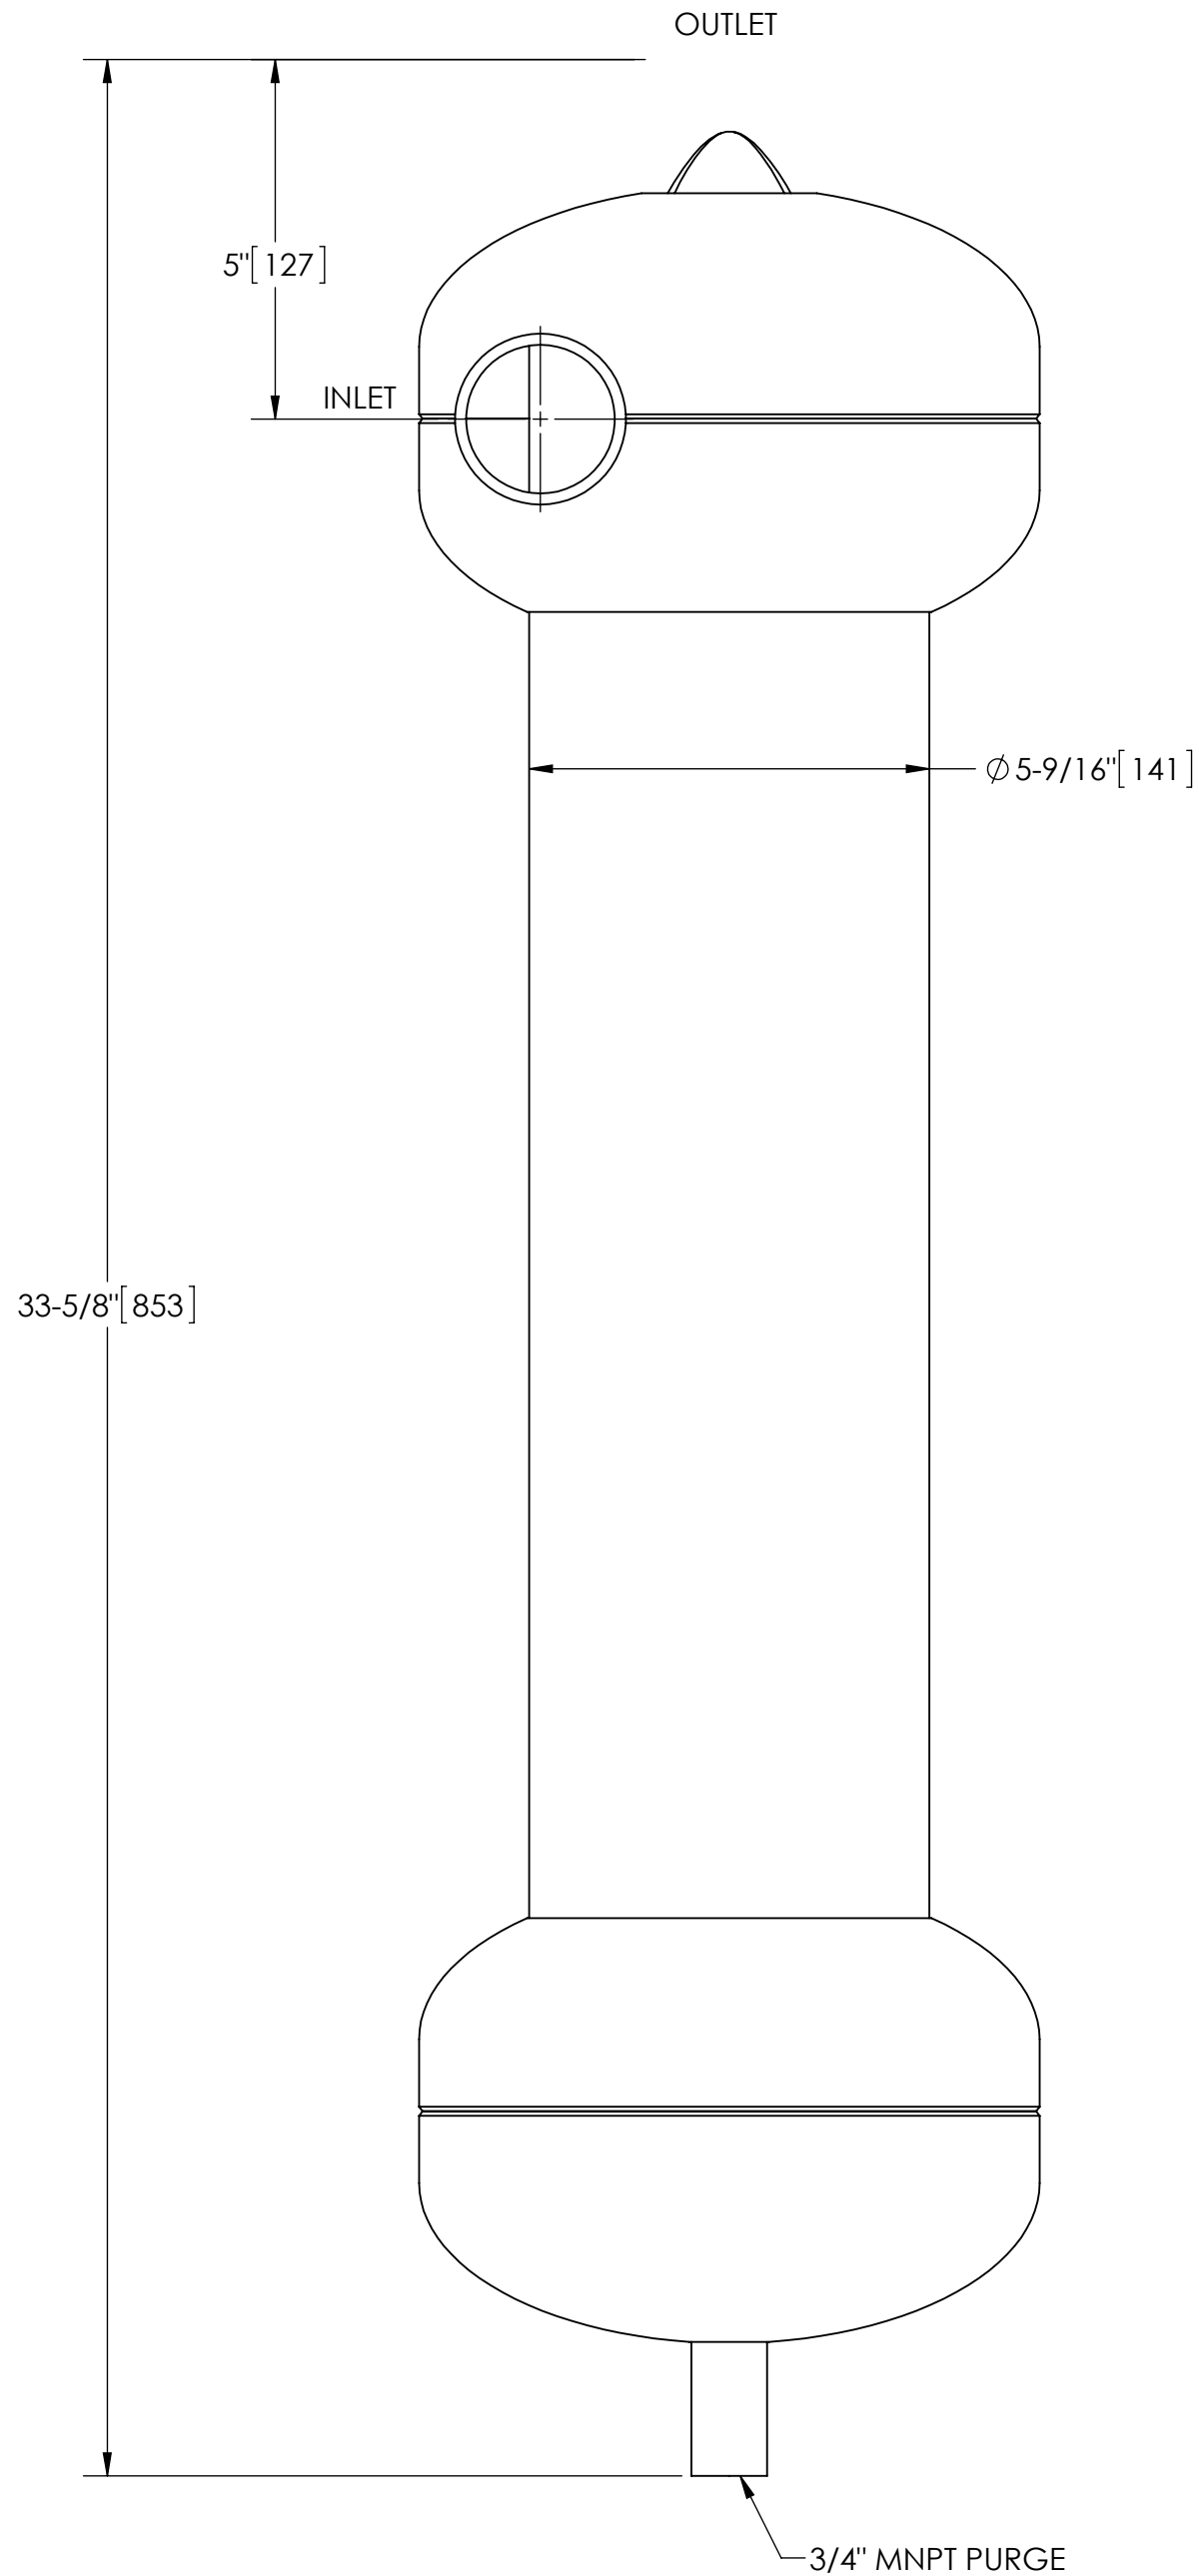 OUTLET
5"[127]
INLET
Ø 5-9/16"[141]
33-5/8"[853]
3/4" MNPT PURGE